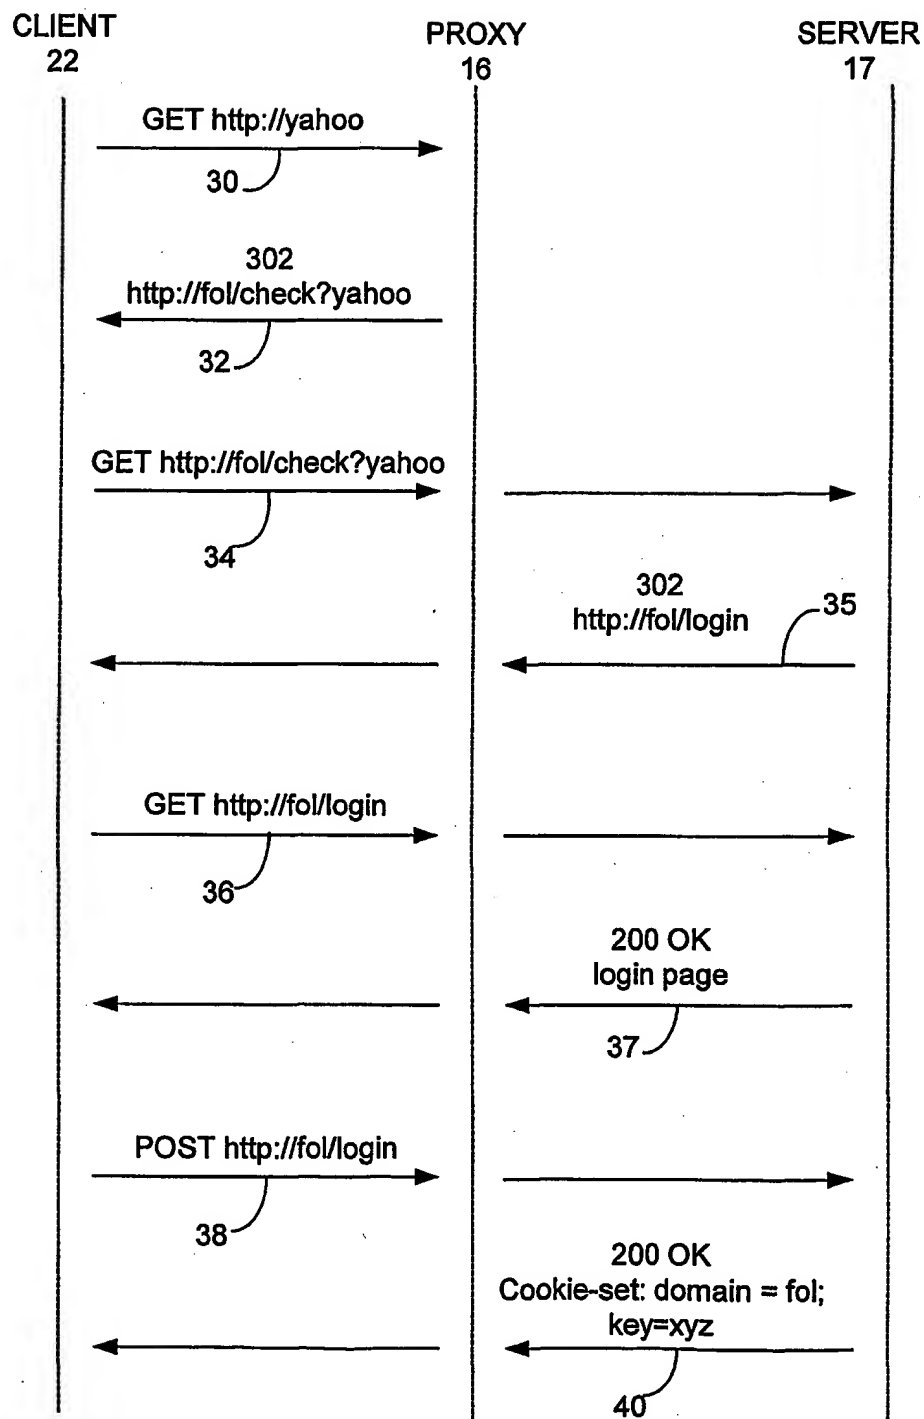 CLIENT
22
PROXY
16
SERVER
17
GET http://yahoo
30
302
http://fol/check?yahoo
32
GET http://fol/check?yahoo
34
302
http://fol/login
35
GET http://fol/login
36
200 OK
login page
37
POST http://fol/login
38
200 OK
Cookie-set: domain = fol;
key=xyz
40